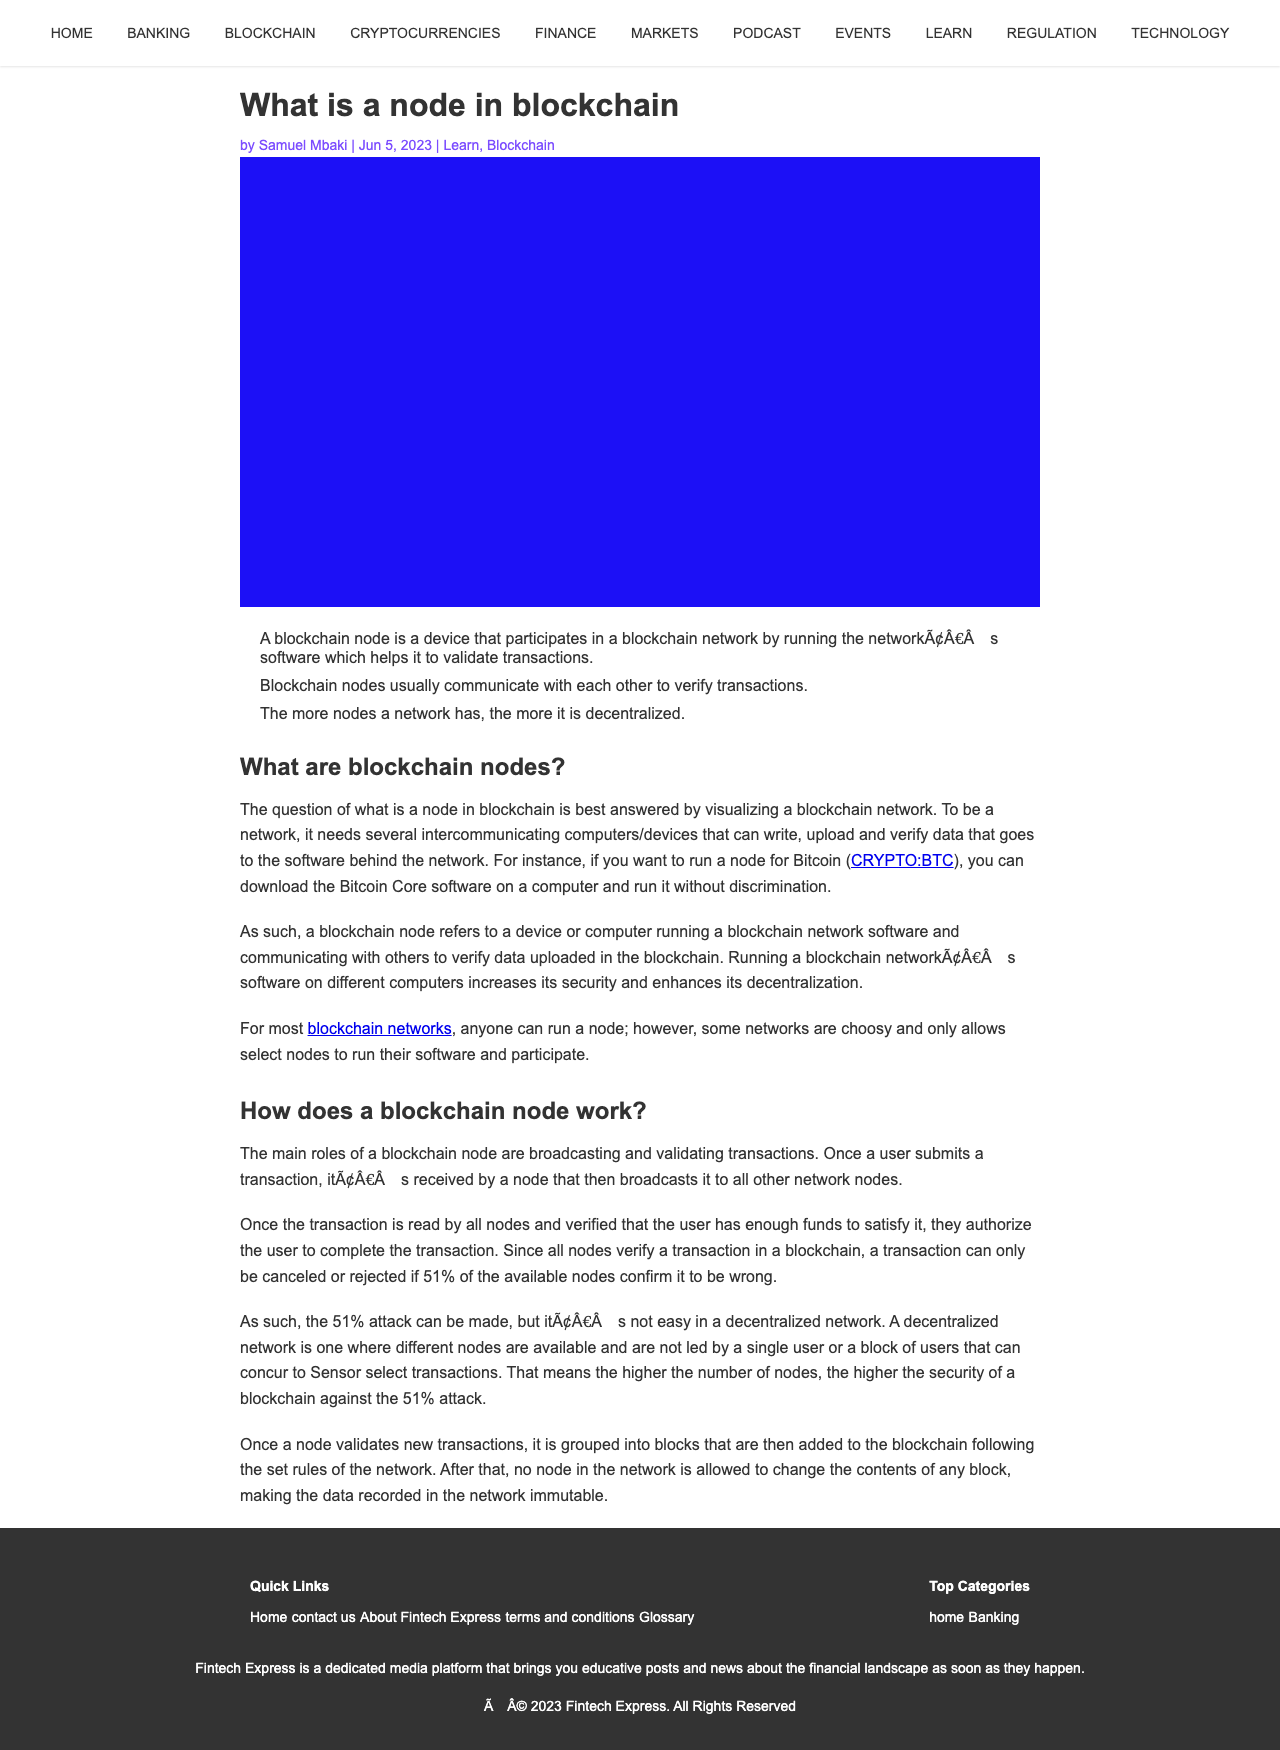 HOME BANKING BLOCKCHAIN CRYPTOCURRENCIES FINANCE MARKETS PODCAST EVENTS LEARN REGULATION TECHNOLOGY
What is a node in blockchain
by Samuel Mbaki | Jun 5, 2023 | Learn, Blockchain
A blockchain node is a device that participates in a blockchain network by running the networkÃ¢Â€Â s
software which helps it to validate transactions.
Blockchain nodes usually communicate with each other to verify transactions.
The more nodes a network has, the more it is decentralized.
What are blockchain nodes?
The question of what is a node in blockchain is best answered by visualizing a blockchain network. To be a
network, it needs several intercommunicating computers/devices that can write, upload and verify data that goes
to the software behind the network. For instance, if you want to run a node for Bitcoin (CRYPTO:BTC), you can
download the Bitcoin Core software on a computer and run it without discrimination.
As such, a blockchain node refers to a device or computer running a blockchain network software and
communicating with others to verify data uploaded in the blockchain. Running a blockchain networkÃ¢Â€Â s
software on different computers increases its security and enhances its decentralization.
For most blockchain networks, anyone can run a node; however, some networks are choosy and only allows
select nodes to run their software and participate.
How does a blockchain node work?
The main roles of a blockchain node are broadcasting and validating transactions. Once a user submits a
transaction, itÃ¢Â€Â s received by a node that then broadcasts it to all other network nodes.
Once the transaction is read by all nodes and verified that the user has enough funds to satisfy it, they authorize
the user to complete the transaction. Since all nodes verify a transaction in a blockchain, a transaction can only
be canceled or rejected if 51% of the available nodes confirm it to be wrong.
As such, the 51% attack can be made, but itÃ¢Â€Â s not easy in a decentralized network. A decentralized
network is one where different nodes are available and are not led by a single user or a block of users that can
concur to Sensor select transactions. That means the higher the number of nodes, the higher the security of a
blockchain against the 51% attack.
Once a node validates new transactions, it is grouped into blocks that are then added to the blockchain following
the set rules of the network. After that, no node in the network is allowed to change the contents of any block,
making the data recorded in the network immutable.
Quick Links
Home contact us About Fintech Express terms and conditions Glossary
Top Categories
home Banking
Fintech Express is a dedicated media platform that brings you educative posts and news about the financial landscape as soon as they happen.
Ã Â© 2023 Fintech Express. All Rights Reserved